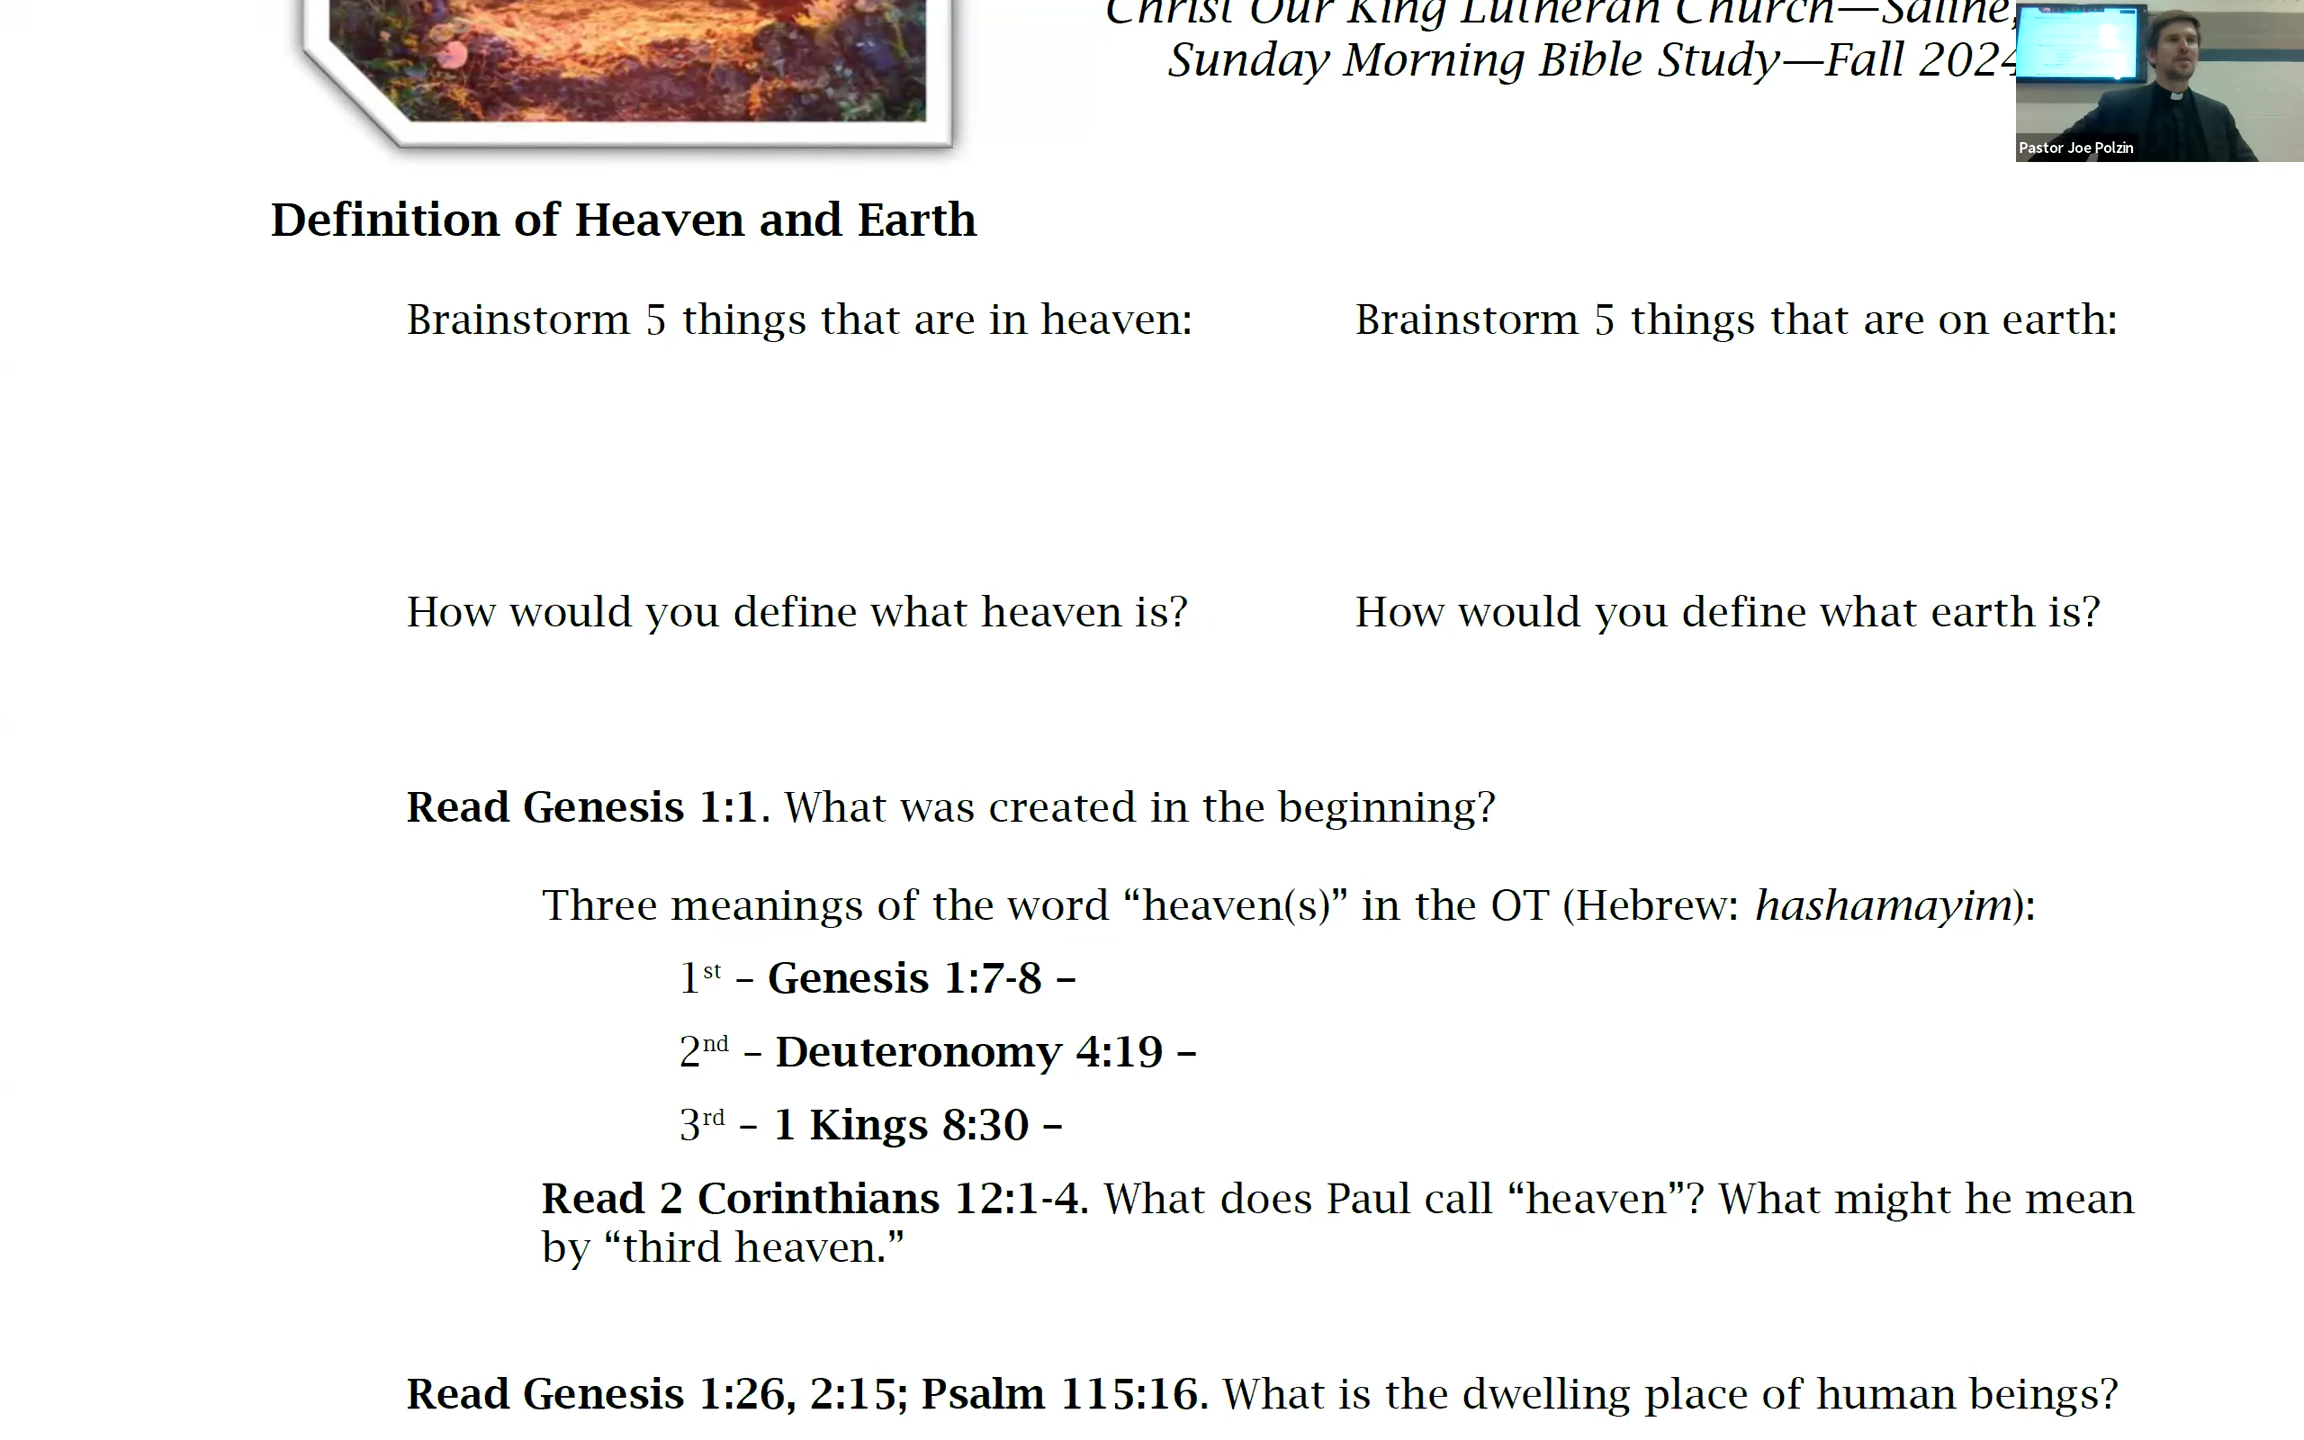 Christ Our King Lutheran Church—Saline,
Sunday Morning Bible Study—Fall 2024
Pastor Joe Polzin
Definition of Heaven and Earth
Brainstorm 5 things that are in heaven:
Brainstorm 5 things that are on earth:
How would you define what heaven is?
How would you define what earth is?
Read Genesis 1:1. What was created in the beginning?
Three meanings of the word “heaven(s)” in the OT (Hebrew: hashamayim):
1st – Genesis 1:7-8 –
2nd – Deuteronomy 4:19 –
3rd – 1 Kings 8:30 –
Read 2 Corinthians 12:1-4. What does Paul call “heaven”? What might he mean
by “third heaven.”
Read Genesis 1:26, 2:15; Psalm 115:16. What is the dwelling place of human beings?